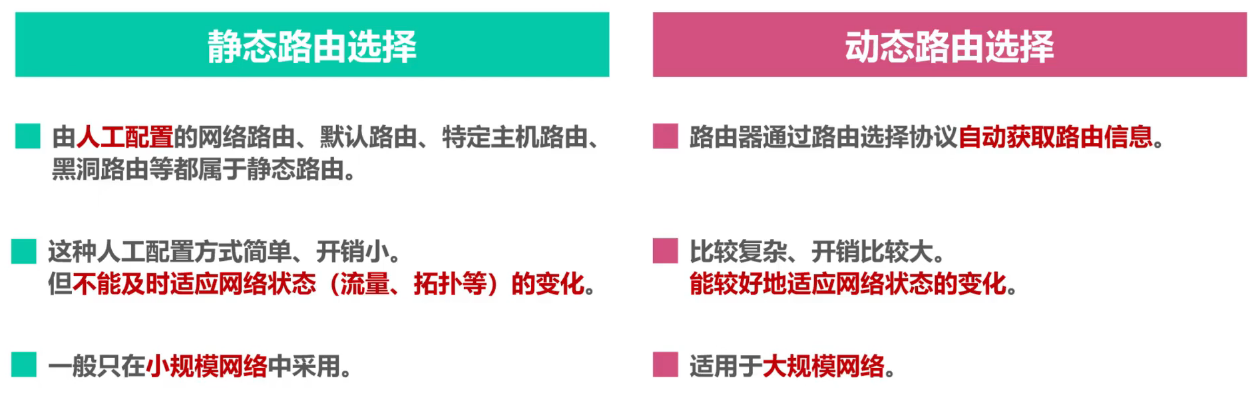 静态路由选择
由人工配置的网络路由、默认路由、特定主机路由、
黑洞路由等都属于静态路由。
这种人工配置方式简单、开销小。
但不能及时适应网络状态（流量、拓扑等）的变化。
一般只在小规模网络中采用。
动态路由选择
路由器通过路由选择协议自动获取路由信息。
比较复杂、开销比较大。
能较好地适应网络状态的变化。
适用于大规模网络。